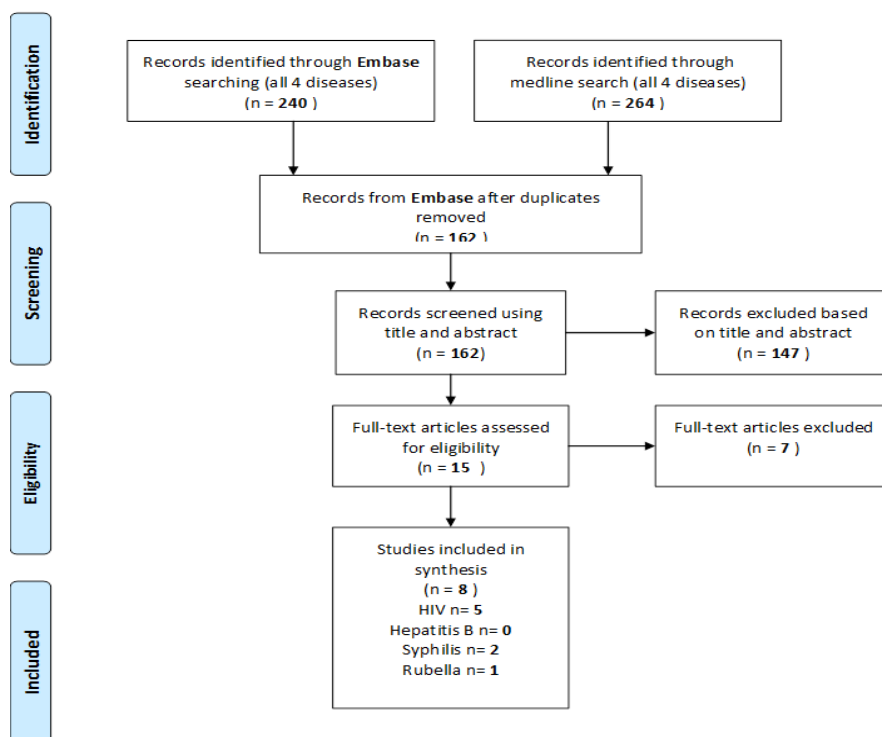 Identification
Records identified through Embase
searching (all 4 diseases)
(n = 240 )
Records identified through
medline search (all 4 diseases)
(n = 264 )
Records from Embase after duplicates
removed
(n = 162 )
Screening
Records screened using
title and abstract
(n = 162)
Records excluded based
on title and abstract
(n = 147 )
Eligibility
Full-text articles assessed
for eligibility
(n = 15 )
Full-text articles excluded
(n = 7 )
Included
Studies included in
synthesis
(n = 8 )
HIV n= 5
Hepatitis B n= 0
Syphilis n= 2
Rubella n= 1